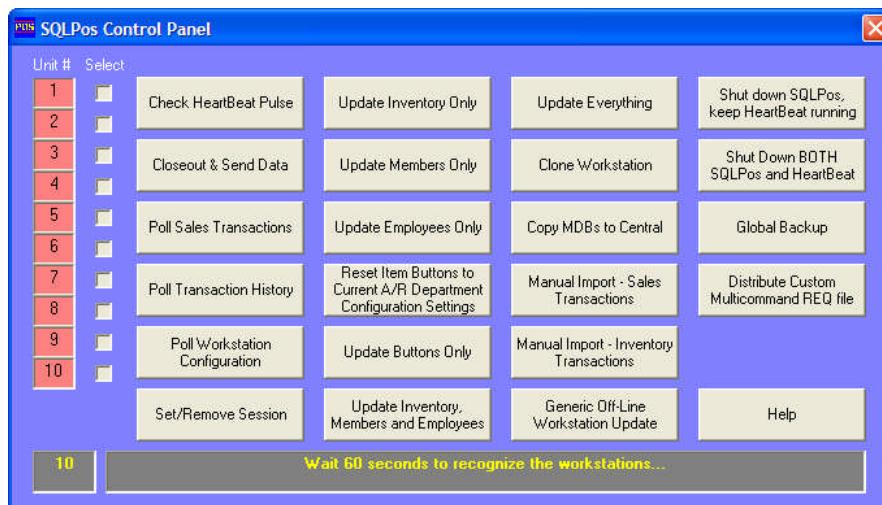 POS SQLPos Control Panel
Unit # Select
1
2
3
4
5
6
7
8
9
10
Check HeartBeat Pulse
Update Inventory Only
Update Everything
Shut down SQLPos,
keep HeartBeat running
Closeout & Send Data
Update Members Only
Clone Workstation
Shut Down BOTH
SQLPos and HeartBeat
Poll Sales Transactions
Update Employees Only
Copy MDBs to Central
Global Backup
Poll Transaction History
Reset Item Buttons to
Current A/R Department
Configuration Settings
Manual Import - Sales
Transactions
Distribute Custom
Multicommand REQ file
Poll Workstation
Configuration
Update Buttons Only
Manual Import - Inventory
Transactions
Set/Remove Session
Update Inventory,
Members and Employees
Generic Off-Line
Workstation Update
Help
10
Wait 60 seconds to recognize the workstations...